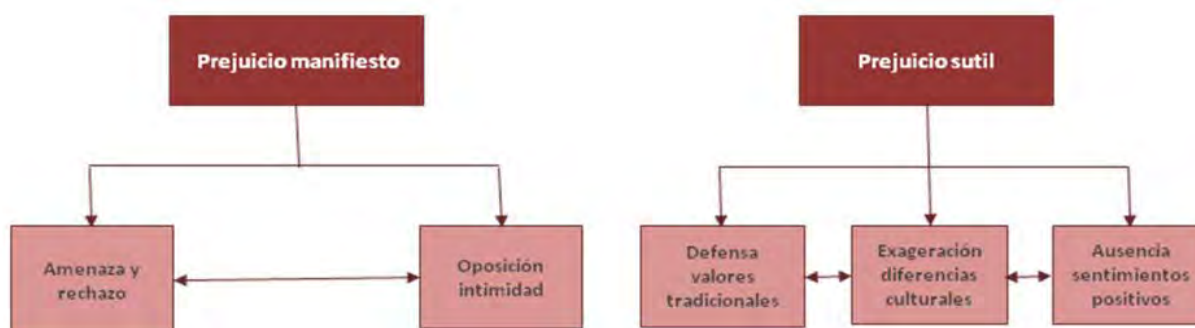 Prejuicio manifiesto
Prejuicio sutil
Amenaza y
rechazo
Oposición
intimidad
Defensa
valores
tradicionales
Exageración
diferencias
culturales
Ausencia
sentimientos
positivos